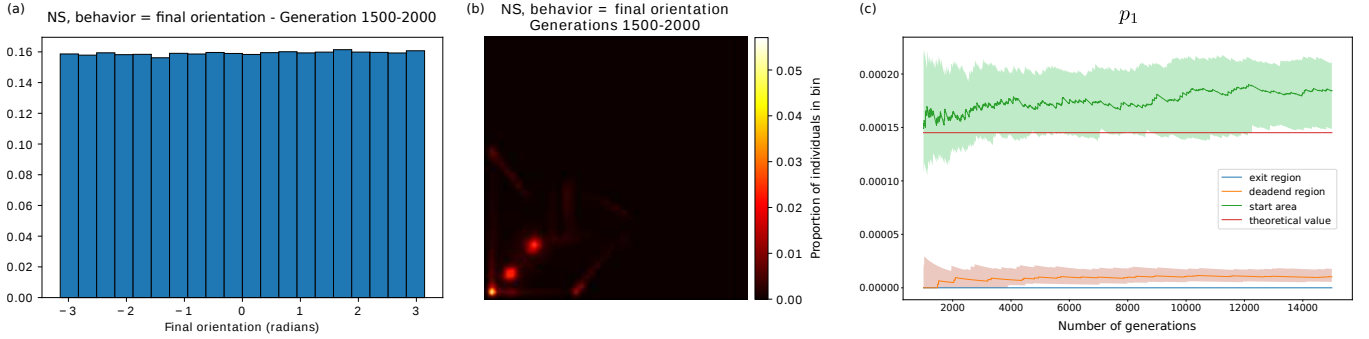 (a)
NS, behavior = final orientation - Generation 1500-2000
0.16
0.14
0.12
0.10
0.08
0.06
0.04
0.02
0.00
−3
−2
−1
0
1
2
3
Final orientation (radians)
(b)
NS, behavior = final orientation
Generations 1500-2000
0.05
0.04
0.03
0.02
0.01
0.00
Proportion of individuals in bin
(c)
p₁
0.00020
0.00015
0.00010
0.00005
0.00000
exit region
deadend region
start area
theoretical value
2000
4000
6000
8000
10000
12000
14000
Number of generations